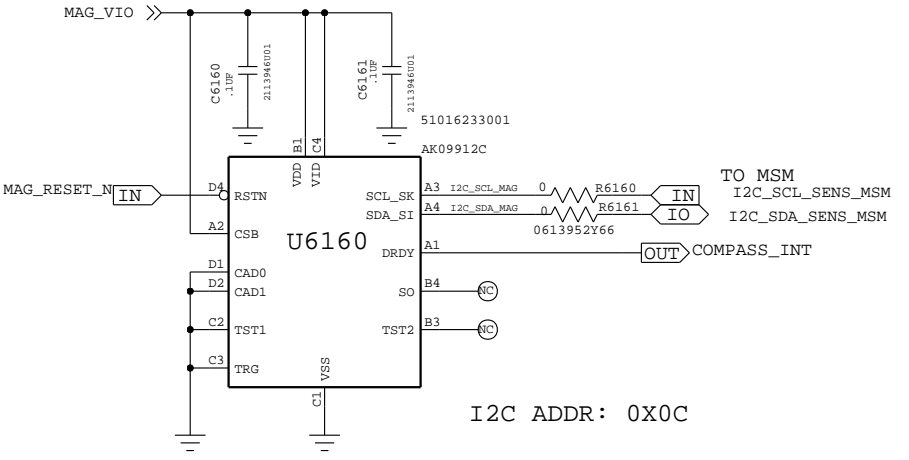 MAG_VIO
C6160
.1UF
2113946U01
C6161
.1UF
2113946U01
51016233001
AK09912C
B1
C4
VDD
VID
MAG_RESET_N
IN
D4
RSTN
A2
CSB
U6160
D1
CAD0
D2
CAD1
C2
TST1
C3
TRG
VSS
C1
SCL_SK
A3
I2C_SCL_MAG
0
R6160
IN
TO MSM
I2C_SCL_SENS_MSM
SDA_SI
A4
I2C_SDA_MAG
0
R6161
IO
I2C_SDA_SENS_MSM
0613952Y66
DRDY
A1
OUT
COMPASS_INT
SO
B4
NC
TST2
B3
NC
I2C ADDR: 0X0C